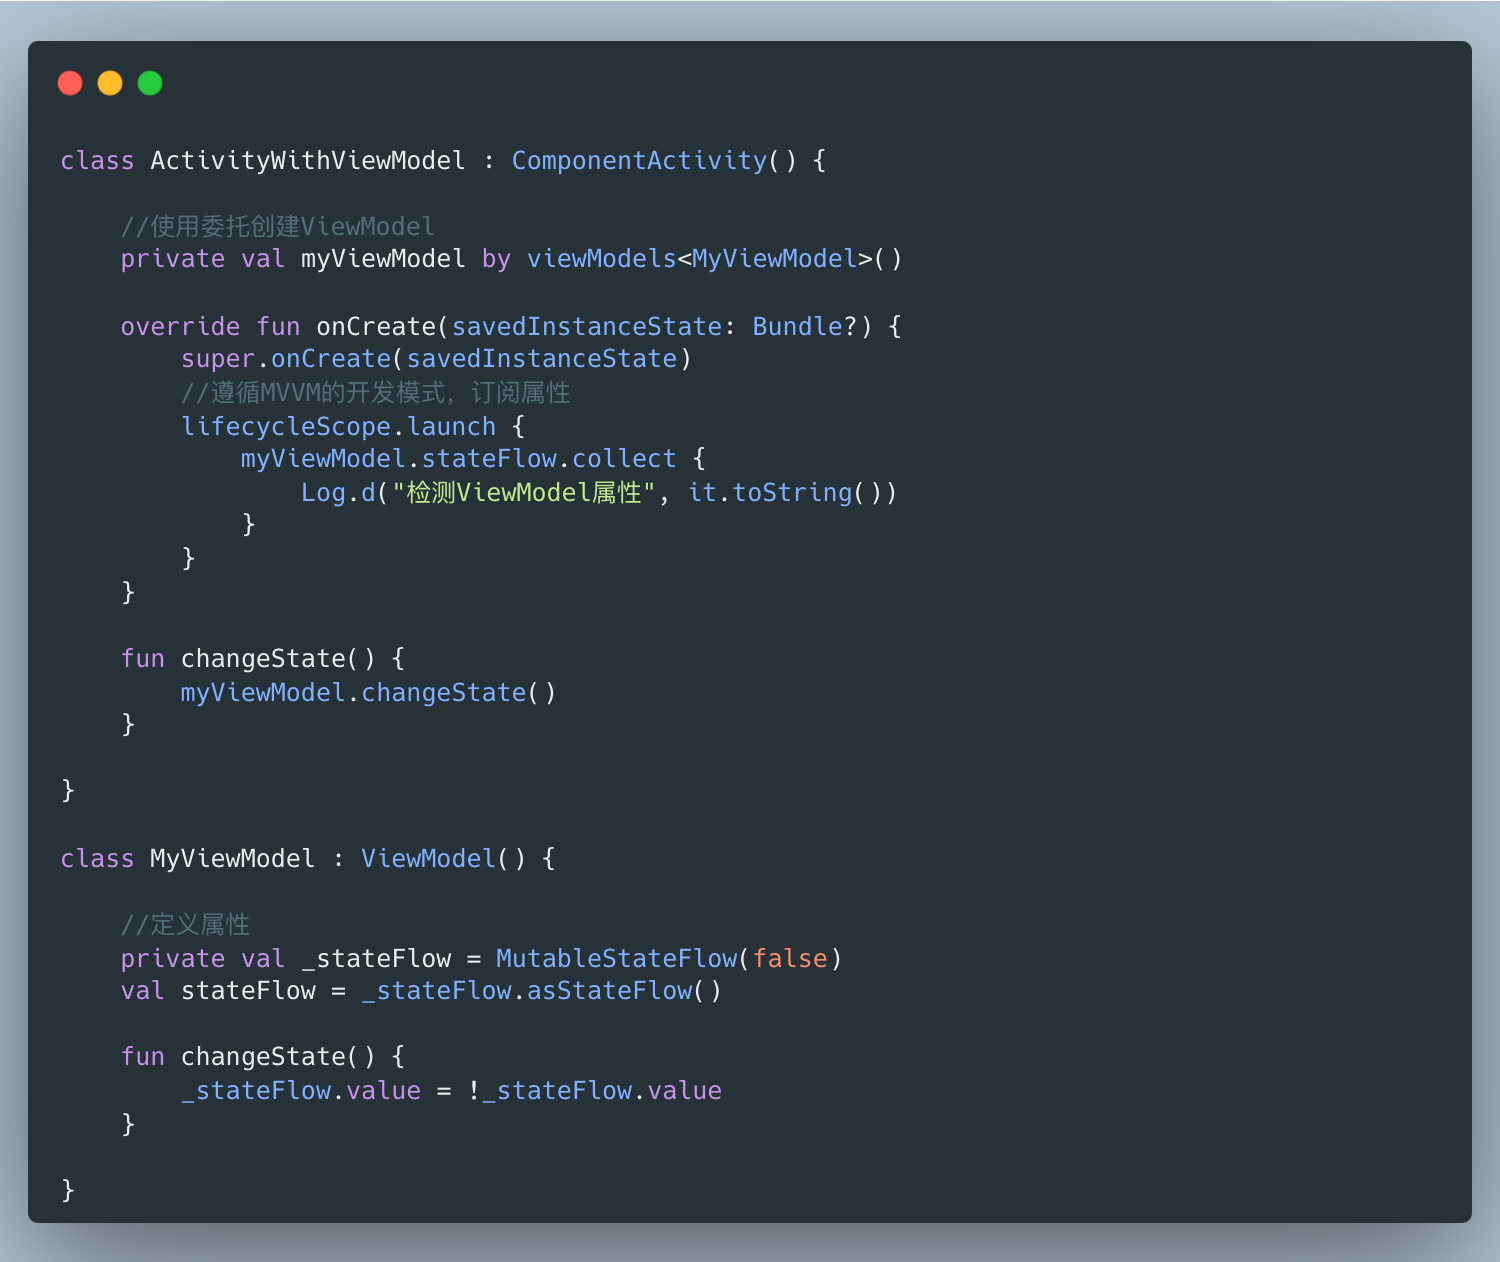 class ActivityWithViewModel : ComponentActivity() {
//使用委托创建ViewModel
private val myViewModel by viewModels<MyViewModel>()
override fun onCreate(savedInstanceState: Bundle?) {
super.onCreate(savedInstanceState)
//遵循MVVM的开发模式，订阅属性
lifecycleScope.launch {
myViewModel.stateFlow.collect {
Log.d("检测ViewModel属性", it.toString())
}
}
}
fun changeState() {
myViewModel.changeState()
}
}
class MyViewModel : ViewModel() {
//定义属性
private val _stateFlow = MutableStateFlow(false)
val stateFlow = _stateFlow.asStateFlow()
fun changeState() {
_stateFlow.value = !_stateFlow.value
}
}